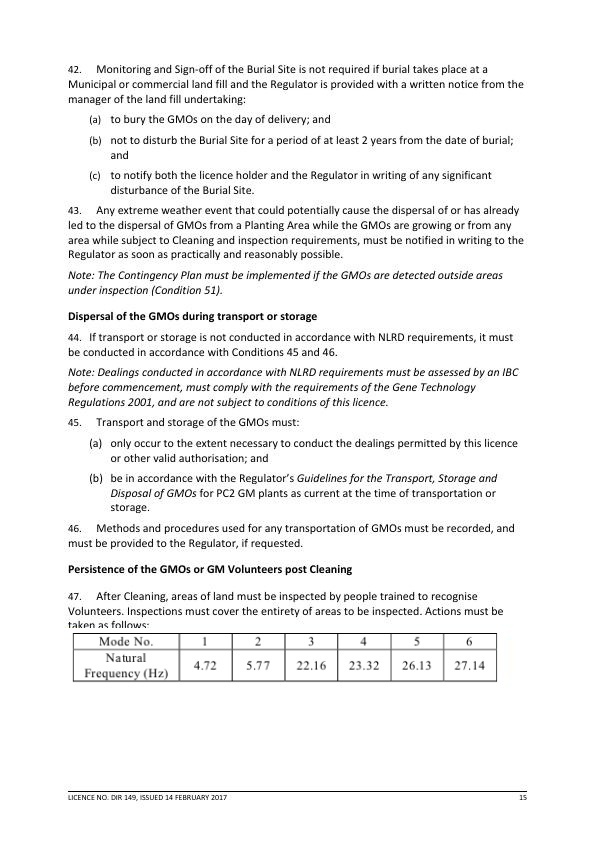 42. Monitoring and Sign-off of the Burial Site is not required if burial takes place at a
Municipal or commercial land fill and the Regulator is provided with a written notice from the
manager of the land fill undertaking:
(a) to bury the GMOs on the day of delivery; and
(b) not to disturb the Burial Site for a period of at least 2 years from the date of burial;
and
(c) to notify both the licence holder and the Regulator in writing of any significant
disturbance of the Burial Site.
43. Any extreme weather event that could potentially cause the dispersal of or has already
led to the dispersal of GMOs from a Planting Area while the GMOs are growing or from any
area while subject to Cleaning and inspection requirements, must be notified in writing to the
Regulator as soon as practically and reasonably possible.
Note: The Contingency Plan must be implemented if the GMOs are detected outside areas
under inspection (Condition 51).
Dispersal of the GMOs during transport or storage
44. If transport or storage is not conducted in accordance with NLRD requirements, it must
be conducted in accordance with Conditions 45 and 46.
Note: Dealings conducted in accordance with NLRD requirements must be assessed by an IBC
before commencement, must comply with the requirements of the Gene Technology
Regulations 2001, and are not subject to conditions of this licence.
45. Transport and storage of the GMOs must:
(a) only occur to the extent necessary to conduct the dealings permitted by this licence
or other valid authorisation; and
(b) be in accordance with the Regulator’s Guidelines for the Transport, Storage and
Disposal of GMOs for PC2 GM plants as current at the time of transportation or
storage.
46. Methods and procedures used for any transportation of GMOs must be recorded, and
must be provided to the Regulator, if requested.
Persistence of the GMOs or GM Volunteers post Cleaning
47. After Cleaning, areas of land must be inspected by people trained to recognise
Volunteers. Inspections must cover the entirety of areas to be inspected. Actions must be
taken as follows:
Mode No. 1 2 3 4 5 6
Natural
Frequency (Hz) 4.72 5.77 22.16 23.32 26.13 27.14
LICENCE NO. DIR 149, ISSUED 14 FEBRUARY 2017 15